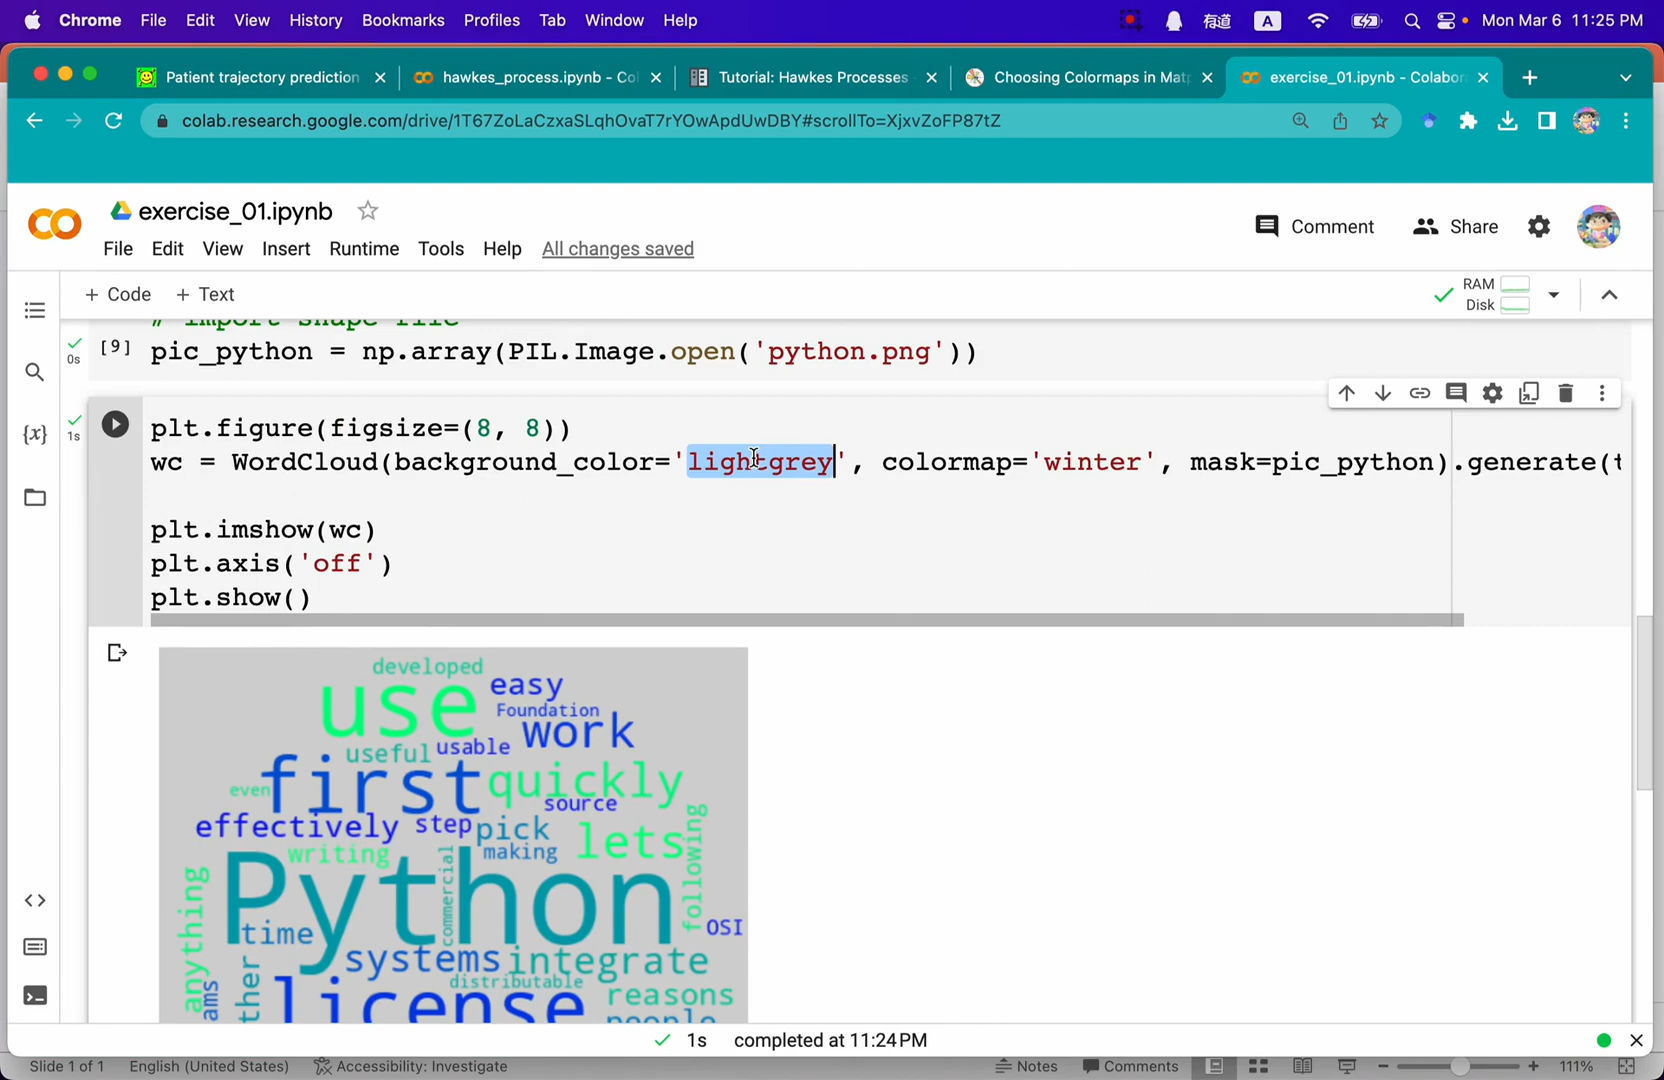 Chrome File Edit View History Bookmarks Profiles Tab Window Help 有道 A Mon Mar 6 11:25 PM
Patient trajectory prediction hawkes_process.ipynb - Co Tutorial: Hawkes Processes Choosing Colormaps in Mat exercise_01.ipynb - Colabor
colab.research.google.com/drive/1T67ZoLaCzxaSLqhOvaT7rYOwApdUwDBY#scrollTo=XjxvZoFP87tZ
exercise_01.ipynb
Comment Share
File Edit View Insert Runtime Tools Help All changes saved
+ Code + Text
RAM
Disk
# import shape file
[9] pic_python = np.array(PIL.Image.open('python.png'))
0s
plt.figure(figsize=(8, 8))
1s
wc = WordCloud(background_color='lightgrey', colormap='winter', mask=pic_python).generate(t
{x}
plt.imshow(wc)
plt.axis('off')
plt.show()
developed
use
easy
Foundation
work
useful
usable
first
quickly
even
source
effectively
step
pick
lets
writing
making
following
commercial
Python
anything
OSI
time
systems
integrate
distributable
reasons
ams
ther
license
people
1s completed at 11:24 PM
Slide 1 of 1 English (United States) Accessibility: Investigate Notes Comments 111%